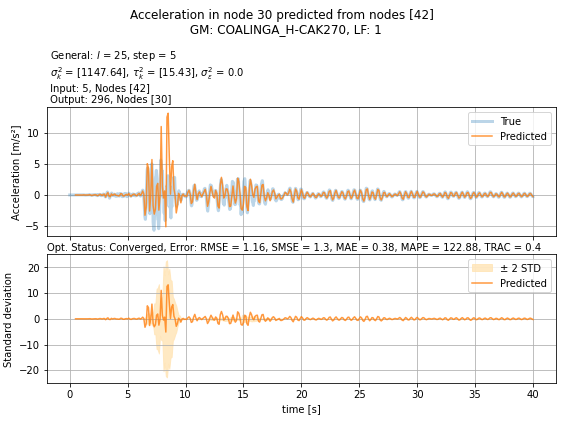 Acceleration in node 30 predicted from nodes [42]
GM: COALINGA_H-CAK270, LF: 1
General: l = 25, step = 5
σ²ₖ = [1147.64], τ²ₖ = [15.43], σ²ε = 0.0
Input: 5, Nodes [42]
Output: 296, Nodes [30]
Acceleration [m/s²]
10
5
0
−5
True
Predicted
Opt. Status: Converged, Error: RMSE = 1.16, SMSE = 1.3, MAE = 0.38, MAPE = 122.88, TRAC = 0.4
Standard deviation
20
10
0
−10
−20
± 2 STD
Predicted
0 5 10 15 20 25 30 35 40
time [s]